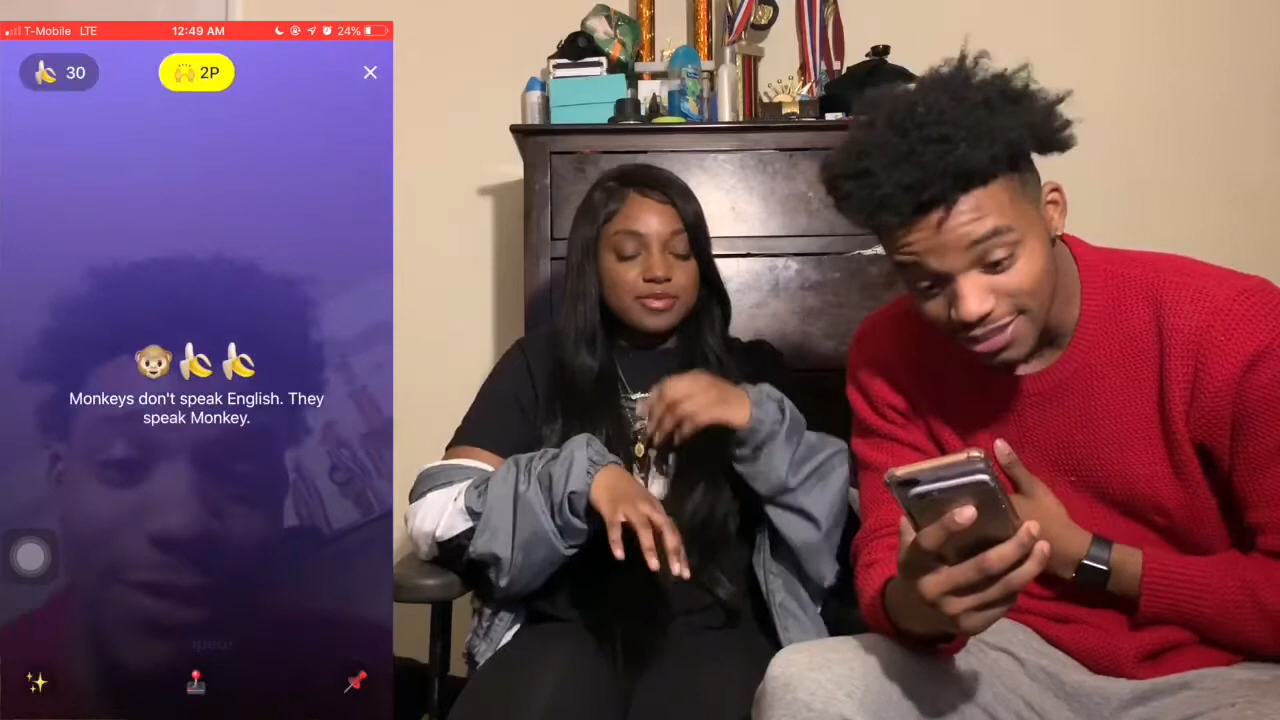 T-Mobile LTE 12:49 AM 24%
30 2P
Monkeys don't speak English. They
speak Monkey.